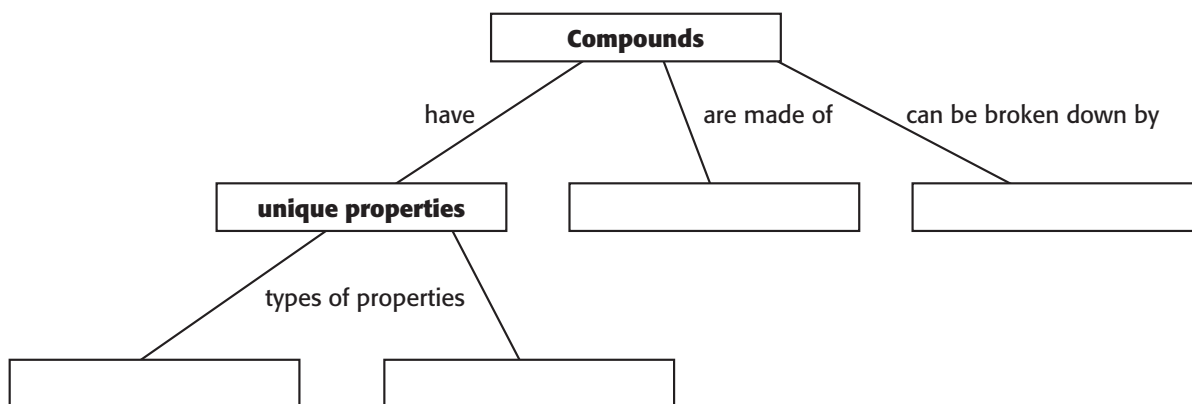 Compounds
have
are made of
can be broken down by
unique properties
types of properties